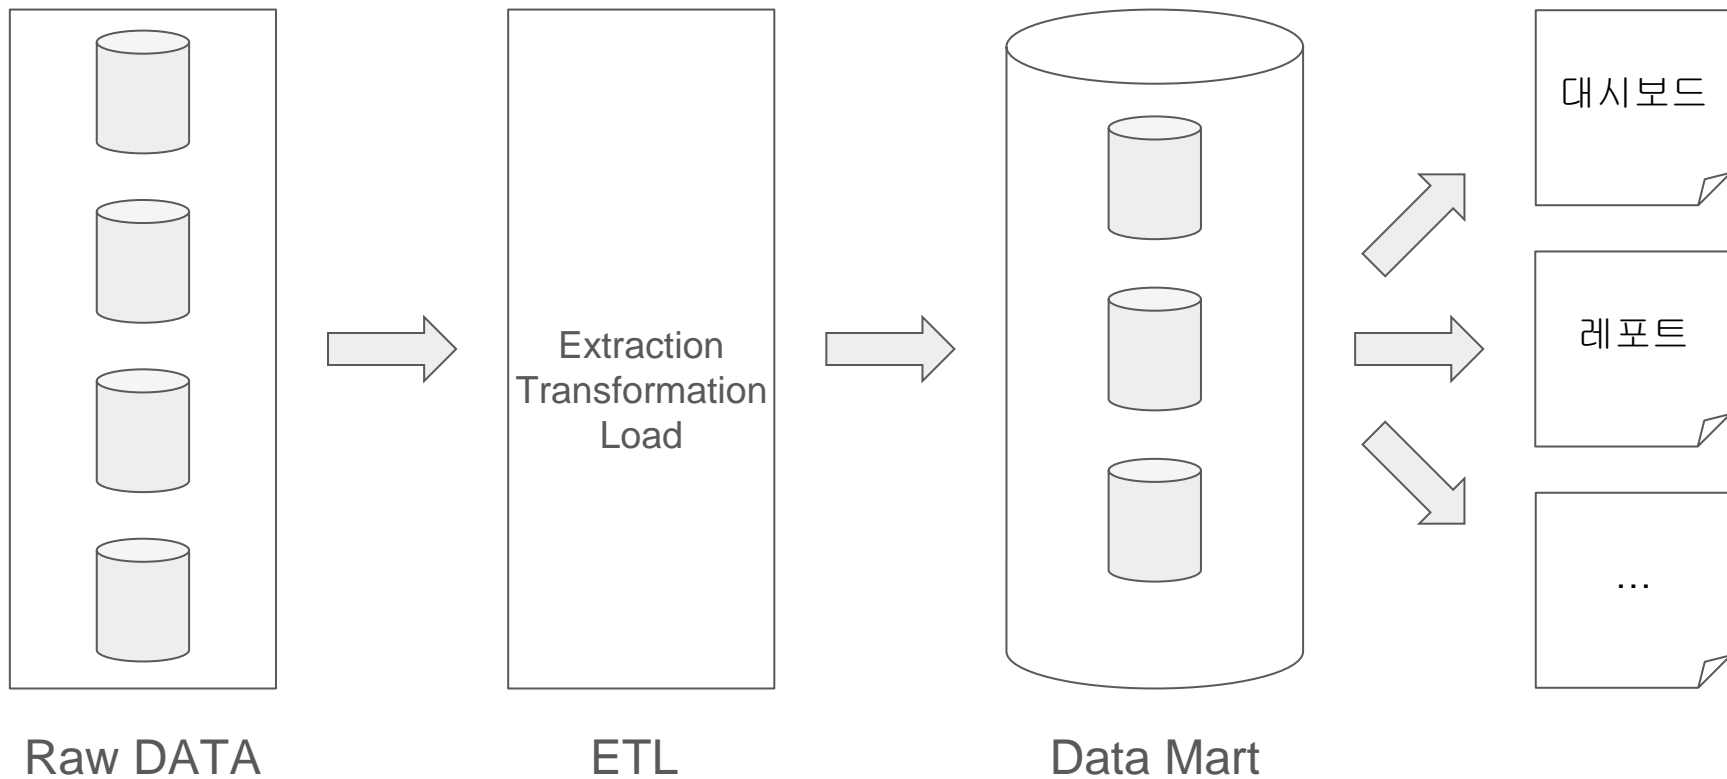 대시보드
레포트
Extraction
Transformation
Load
...
Raw DATA
ETL
Data Mart